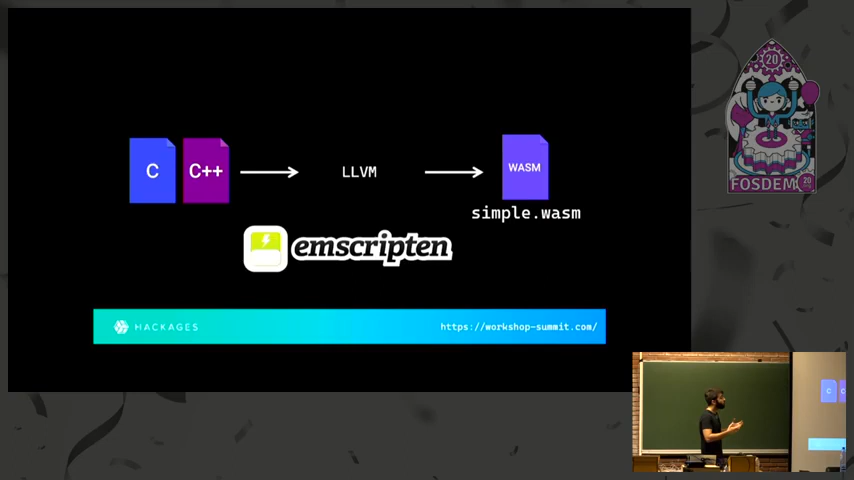 C
C++
LLVM
WASM
simple.wasm
emscripten
HACKAGES
https://workshop-summit.com/
20
FOSDEM
20